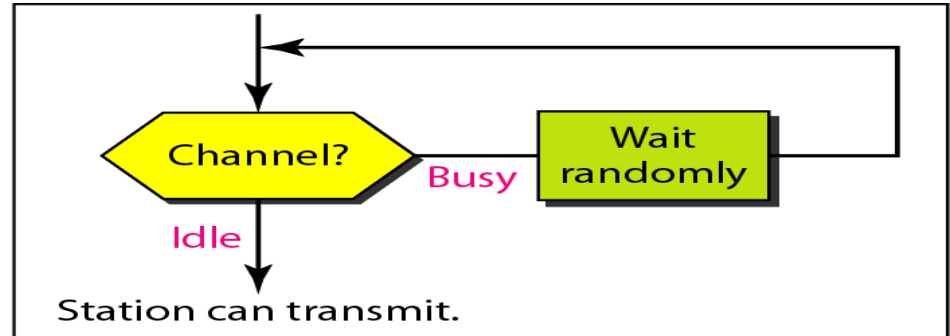 Channel?
Busy
Wait
randomly
Idle
Station can transmit.